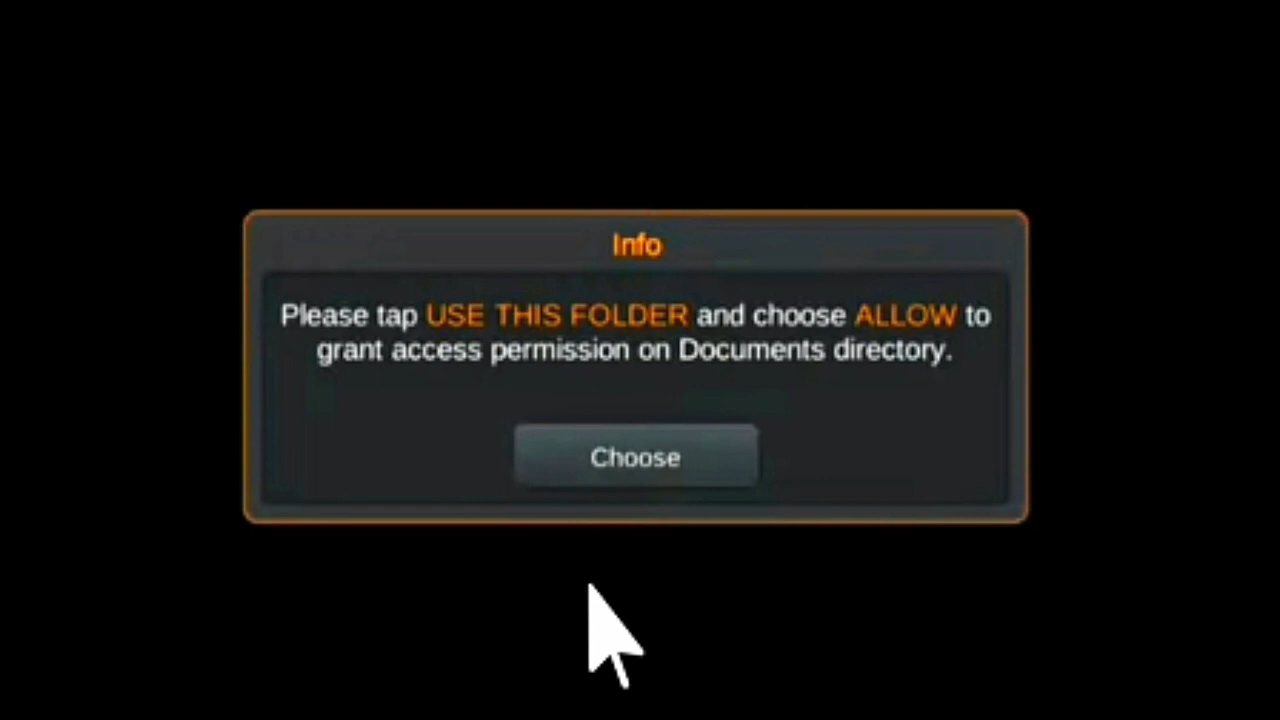 Info
Please tap USE THIS FOLDER and choose ALLOW to
grant access permission on Documents directory.
Choose